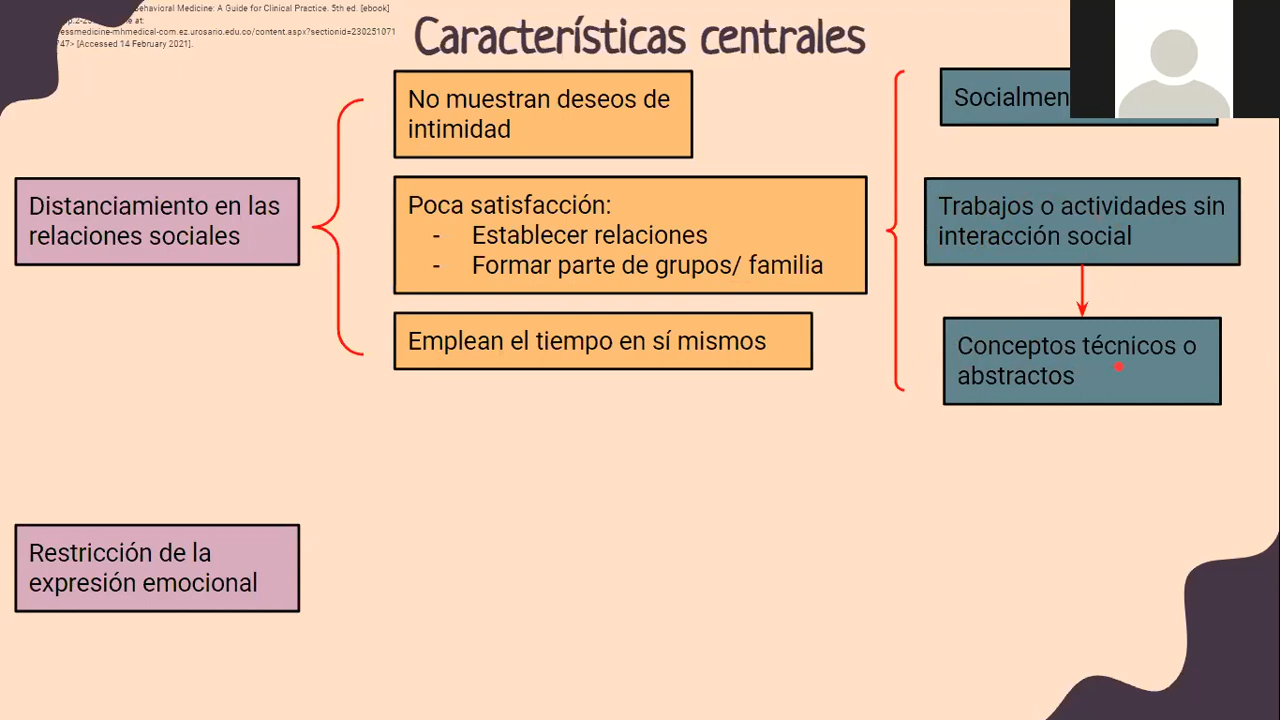 Behavioral Medicine: A Guide for Clinical Practice. 5th ed. [ebook]
at:
essmedicine-mhmedical-com.ez.urosario.edu.co/content.aspx?sectionid=230251071
747> [Accessed 14 February 2021].
Características centrales
Distanciamiento en las
relaciones sociales
No muestran deseos de
intimidad
Poca satisfacción:
- Establecer relaciones
- Formar parte de grupos/ familia
Emplean el tiempo en sí mismos
Trabajos o actividades sin
interacción social
Conceptos técnicos o
abstractos
Restricción de la
expresión emocional